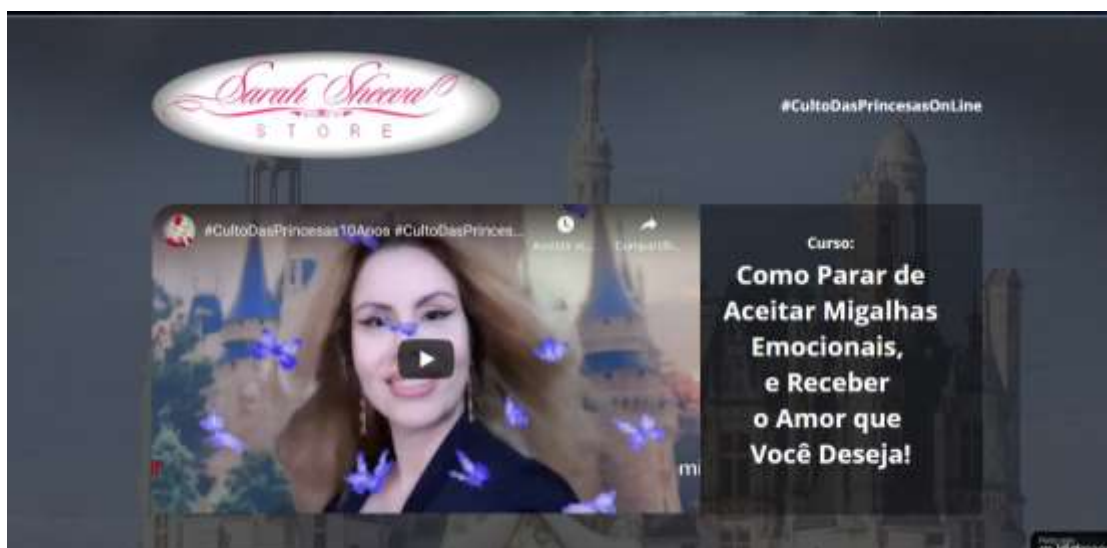 Sarah Sheeva
STORE
#CultoDasPrincesasOnLine
#CultoDasPrincesas10Anos #CultoDasPrinces...
Curso:
Como Parar de
Aceitar Migalhas
Emocionais,
e Receber
o Amor que
Você Deseja!